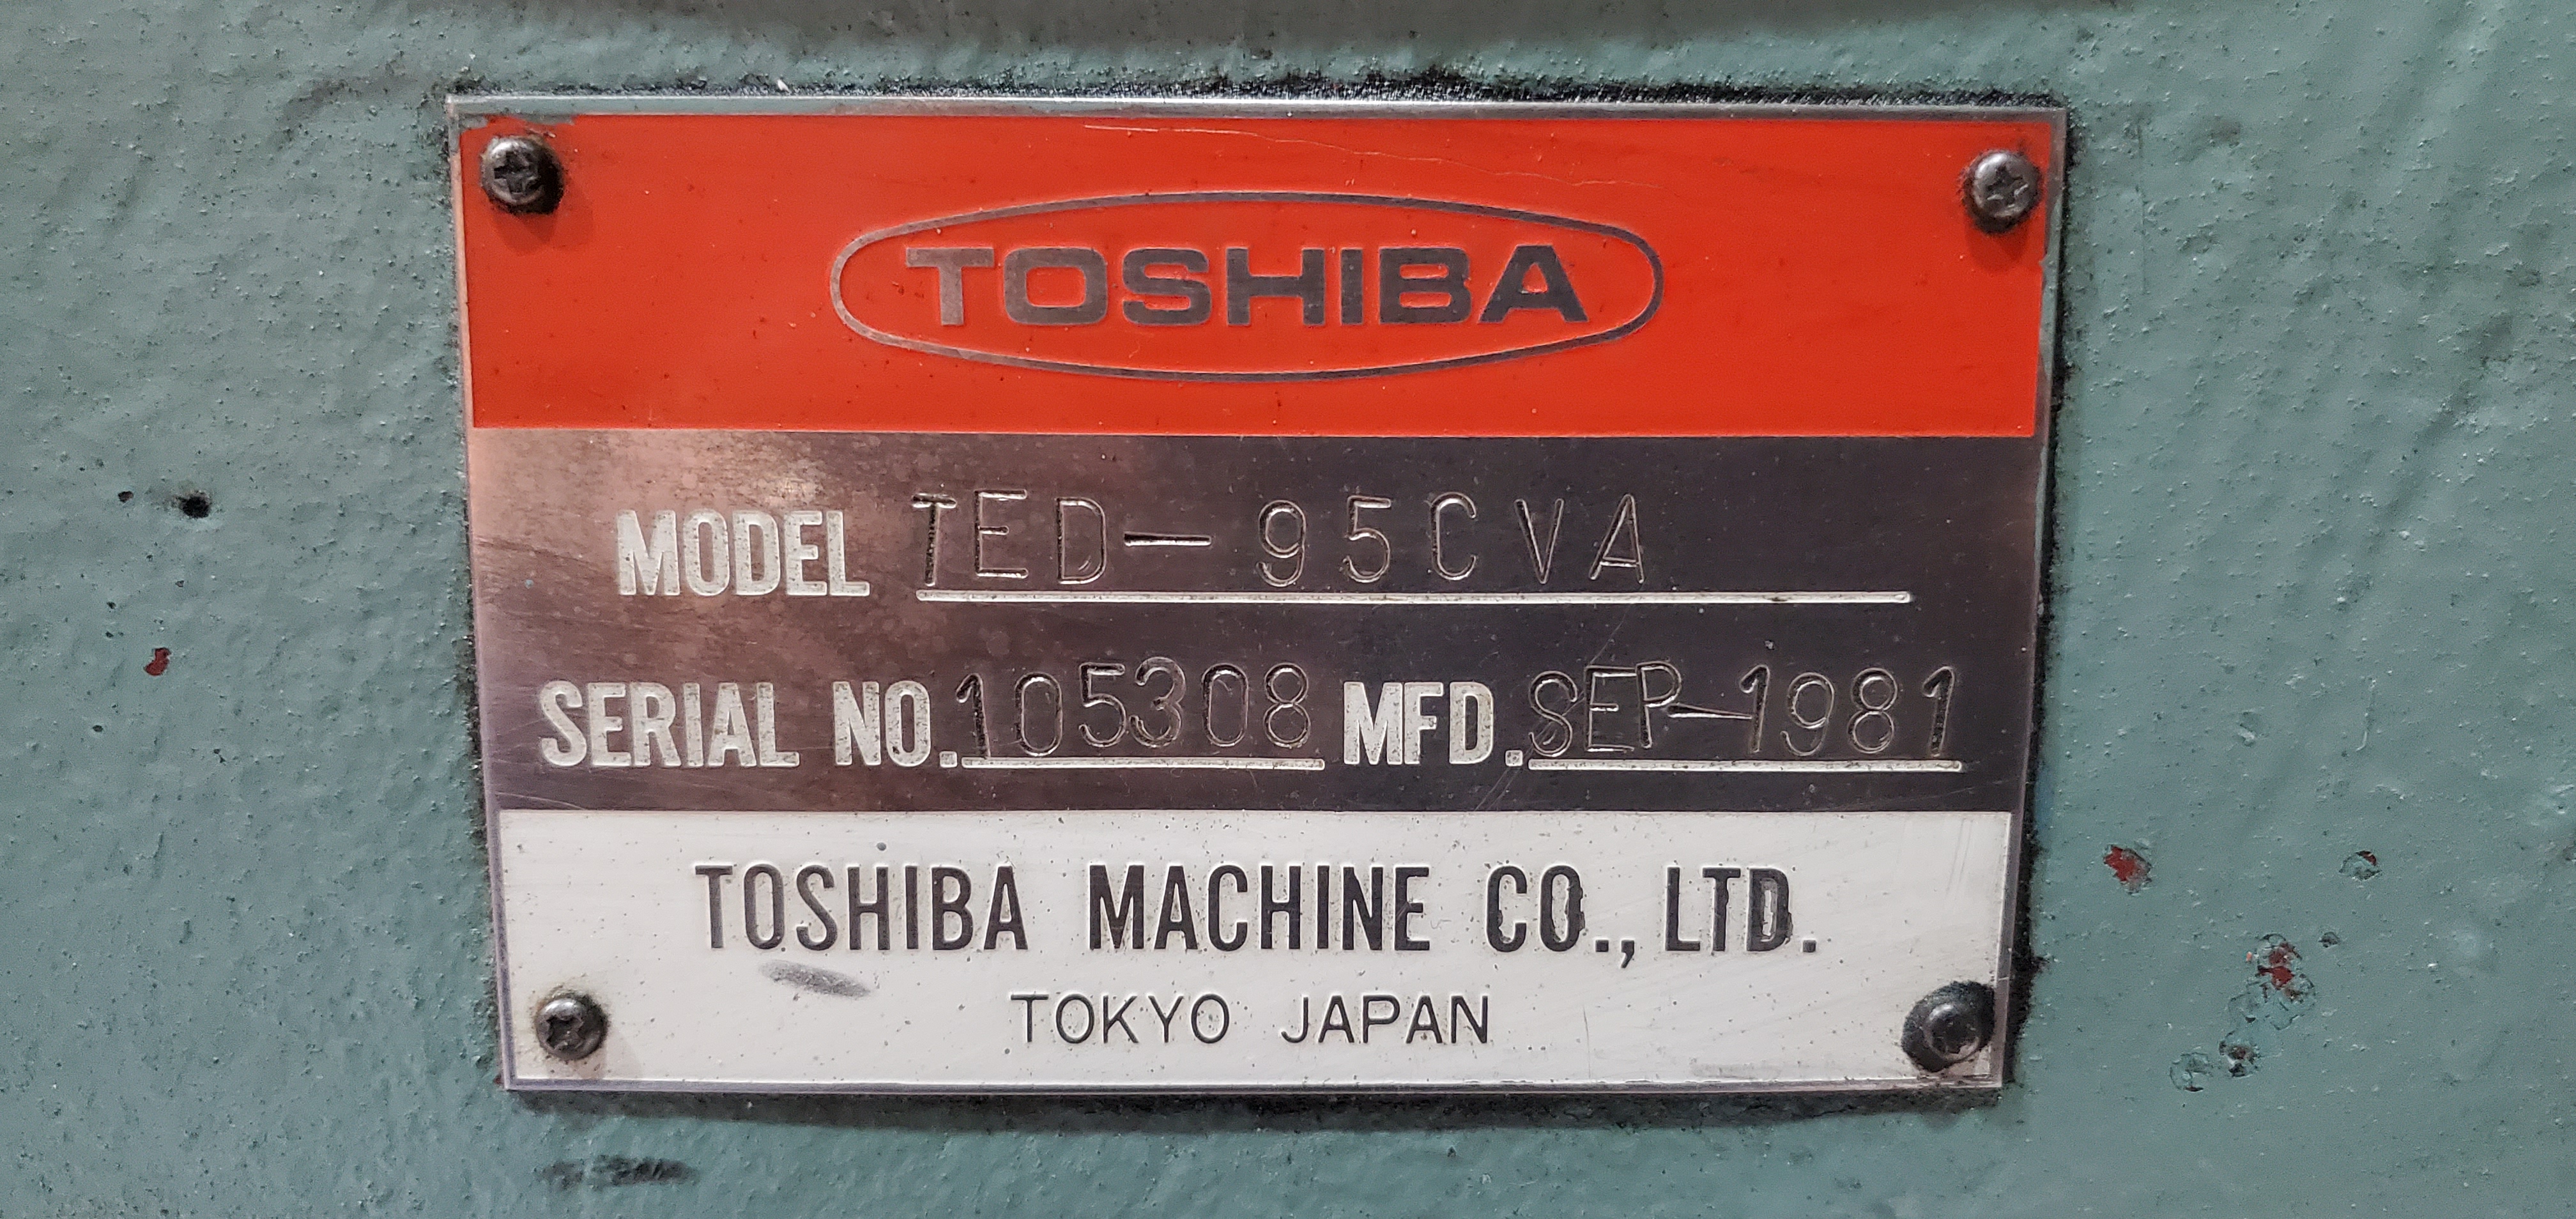 TOSHIBA
MODEL TED-95CVA
SERIAL NO. 105308 MFD. SEP-1981
TOSHIBA MACHINE CO., LTD.
TOKYO JAPAN